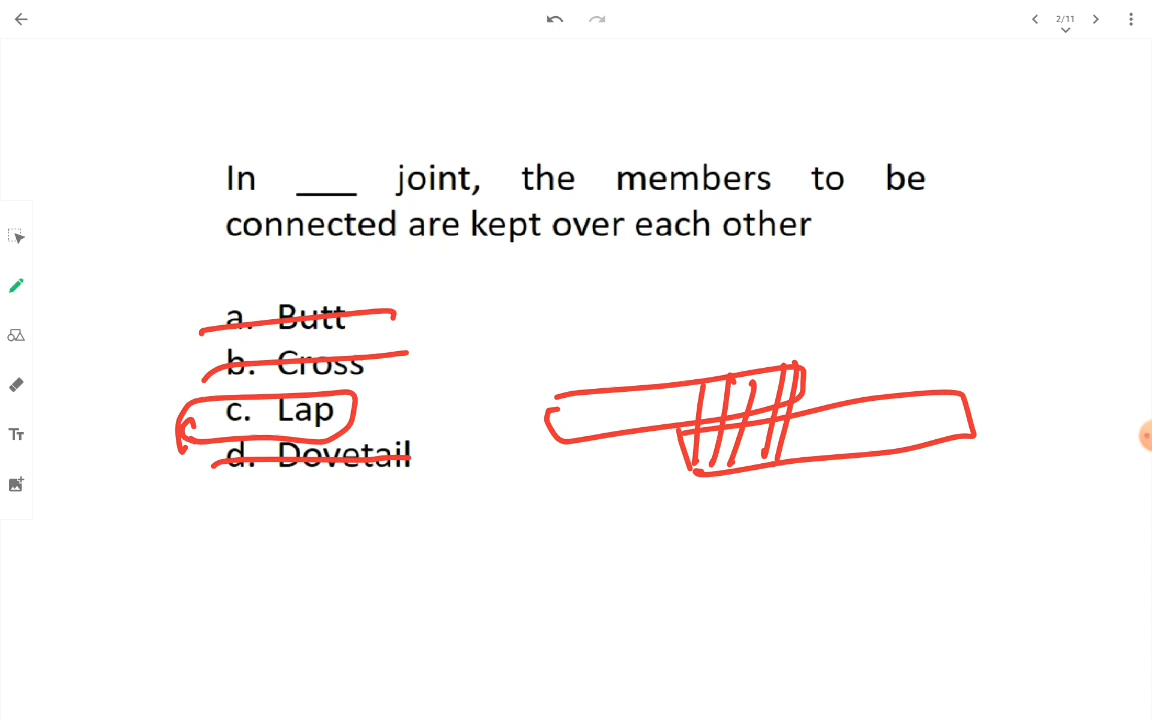 2/11
In ____ joint, the members to be
connected are kept over each other
a. Butt
b. Cross
c. Lap
d. Dovetail
Tт